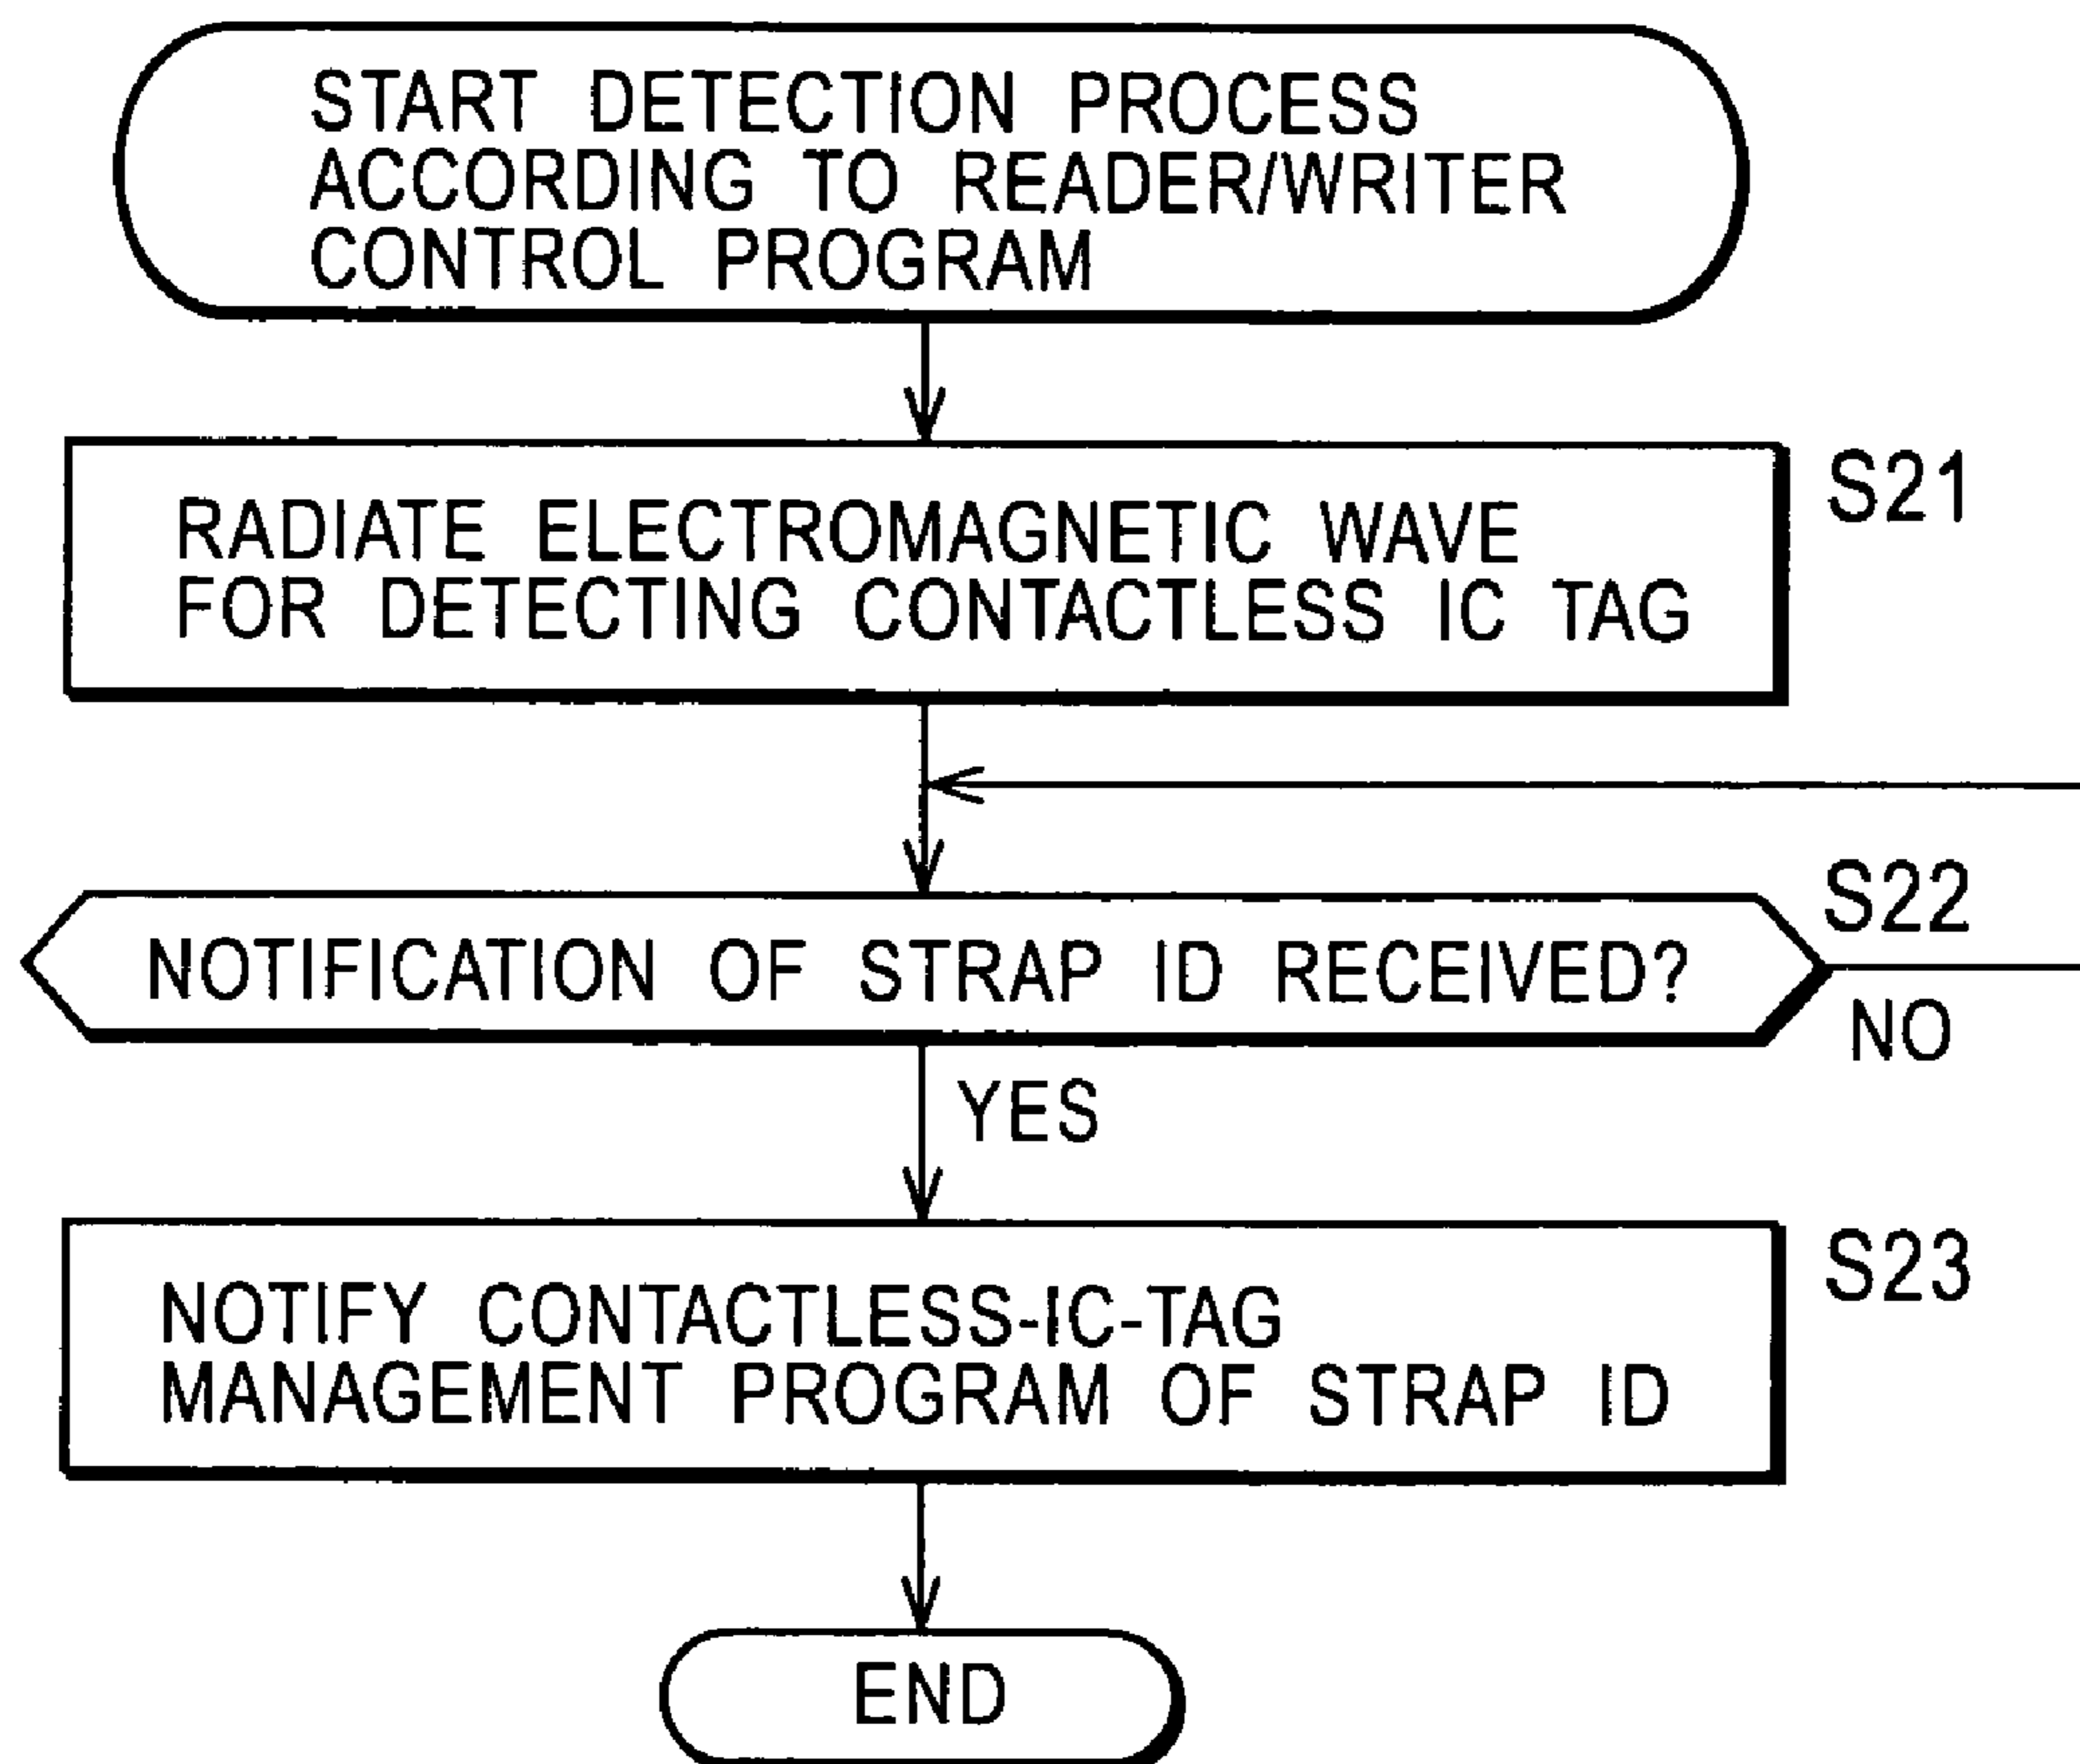 START DETECTION PROCESS
ACCORDING TO READER/WRITER
CONTROL PROGRAM
S21
RADIATE ELECTROMAGNETIC WAVE
FOR DETECTING CONTACTLESS IC TAG
S22
NOTIFICATION OF STRAP ID RECEIVED?
NO
YES
S23
NOTIFY CONTACTLESS-IC-TAG
MANAGEMENT PROGRAM OF STRAP ID
END